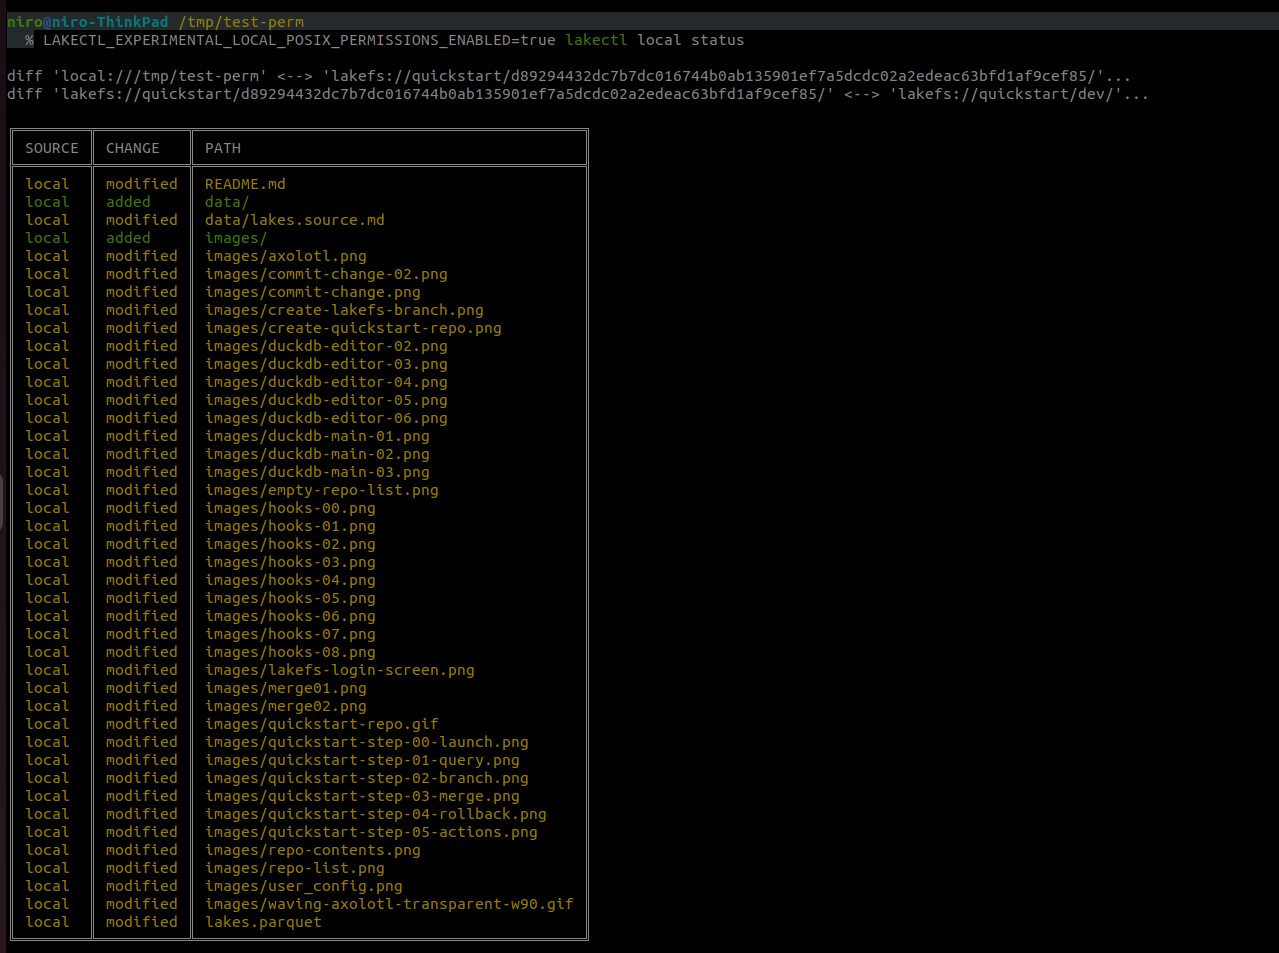 niro@niro-ThinkPad /tmp/test-perm
% LAKECTL_EXPERIMENTAL_LOCAL_POSIX_PERMISSIONS_ENABLED=true lakectl local status
diff 'local:///tmp/test-perm' <--> 'lakefs://quickstart/d89294432dc7b7dc016744b0ab135901ef7a5dcdc02a2edeac63bfd1af9cef85/'...
diff 'lakefs://quickstart/d89294432dc7b7dc016744b0ab135901ef7a5dcdc02a2edeac63bfd1af9cef85/' <--> 'lakefs://quickstart/dev/'...
SOURCE CHANGE PATH
local modified README.md
local added data/
local modified data/lakes.source.md
local added images/
local modified images/axolotl.png
local modified images/commit-change-02.png
local modified images/commit-change.png
local modified images/create-lakefs-branch.png
local modified images/create-quickstart-repo.png
local modified images/duckdb-editor-02.png
local modified images/duckdb-editor-03.png
local modified images/duckdb-editor-04.png
local modified images/duckdb-editor-05.png
local modified images/duckdb-editor-06.png
local modified images/duckdb-main-01.png
local modified images/duckdb-main-02.png
local modified images/duckdb-main-03.png
local modified images/empty-repo-list.png
local modified images/hooks-00.png
local modified images/hooks-01.png
local modified images/hooks-02.png
local modified images/hooks-03.png
local modified images/hooks-04.png
local modified images/hooks-05.png
local modified images/hooks-06.png
local modified images/hooks-07.png
local modified images/hooks-08.png
local modified images/lakefs-login-screen.png
local modified images/merge01.png
local modified images/merge02.png
local modified images/quickstart-repo.gif
local modified images/quickstart-step-00-launch.png
local modified images/quickstart-step-01-query.png
local modified images/quickstart-step-02-branch.png
local modified images/quickstart-step-03-merge.png
local modified images/quickstart-step-04-rollback.png
local modified images/quickstart-step-05-actions.png
local modified images/repo-contents.png
local modified images/repo-list.png
local modified images/user_config.png
local modified images/waving-axolotl-transparent-w90.gif
local modified lakes.parquet